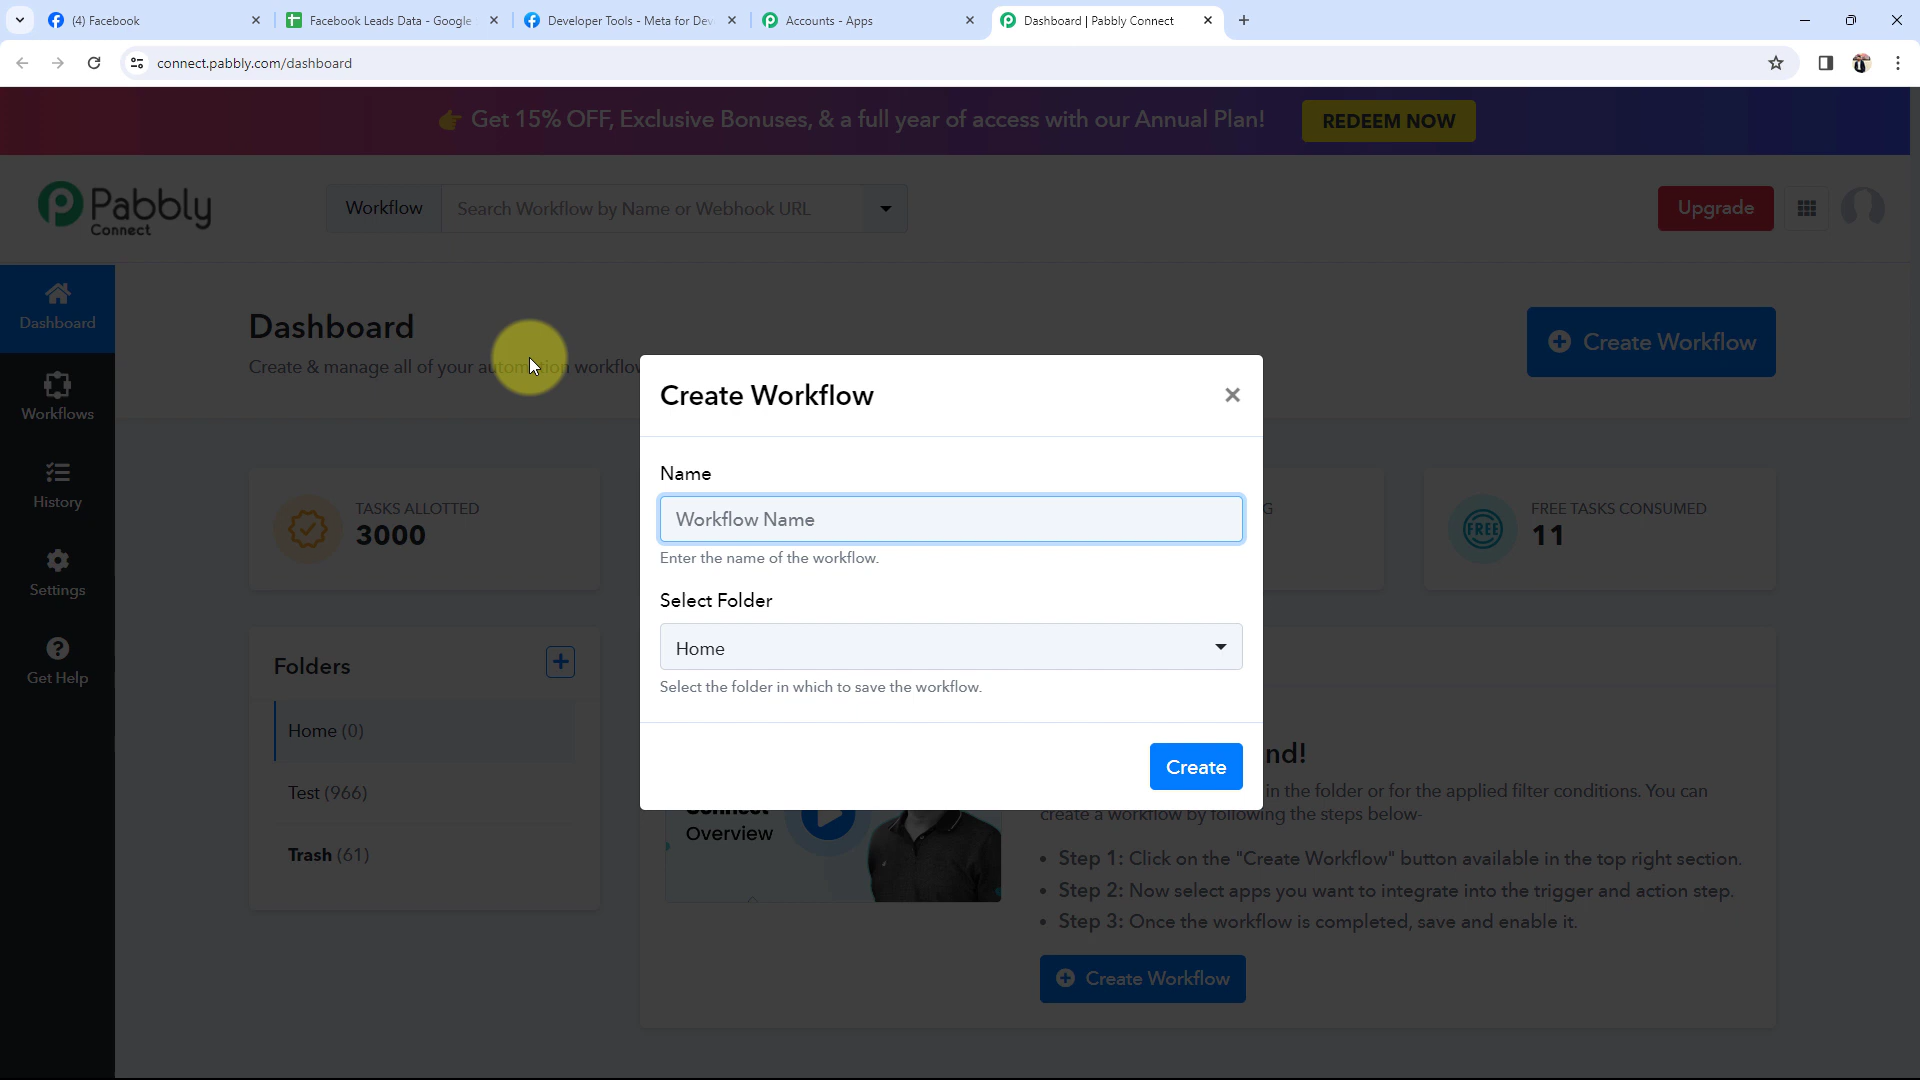 (4) Facebook
Facebook Leads Data - Google
Developer Tools - Meta for Dev
Accounts - Apps
Dashboard | Pabbly Connect
connect.pabbly.com/dashboard
👉 Get 15% OFF, Exclusive Bonuses, & a full year of access with our Annual Plan!
REDEEM NOW
Pabbly
Connect
Workflow
Search Workflow by Name or Webhook URL
Upgrade
Dashboard
Workflows
History
Settings
Get Help
Dashboard
Create & manage all of your automation workflow
Create Workflow
TASKS ALLOTTED
3000
G
FREE TASKS CONSUMED
FREE
11
Folders
Home (0)
Test (966)
Trash (61)
Create Workflow
Name
Workflow Name
Enter the name of the workflow.
Select Folder
Home
Select the folder in which to save the workflow.
Create
Connect
Overview
nd!
in the folder or for the applied filter conditions. You can
create a workflow by following the steps below-
• Step 1: Click on the "Create Workflow" button available in the top right section.
• Step 2: Now select apps you want to integrate into the trigger and action step.
• Step 3: Once the workflow is completed, save and enable it.
Create Workflow